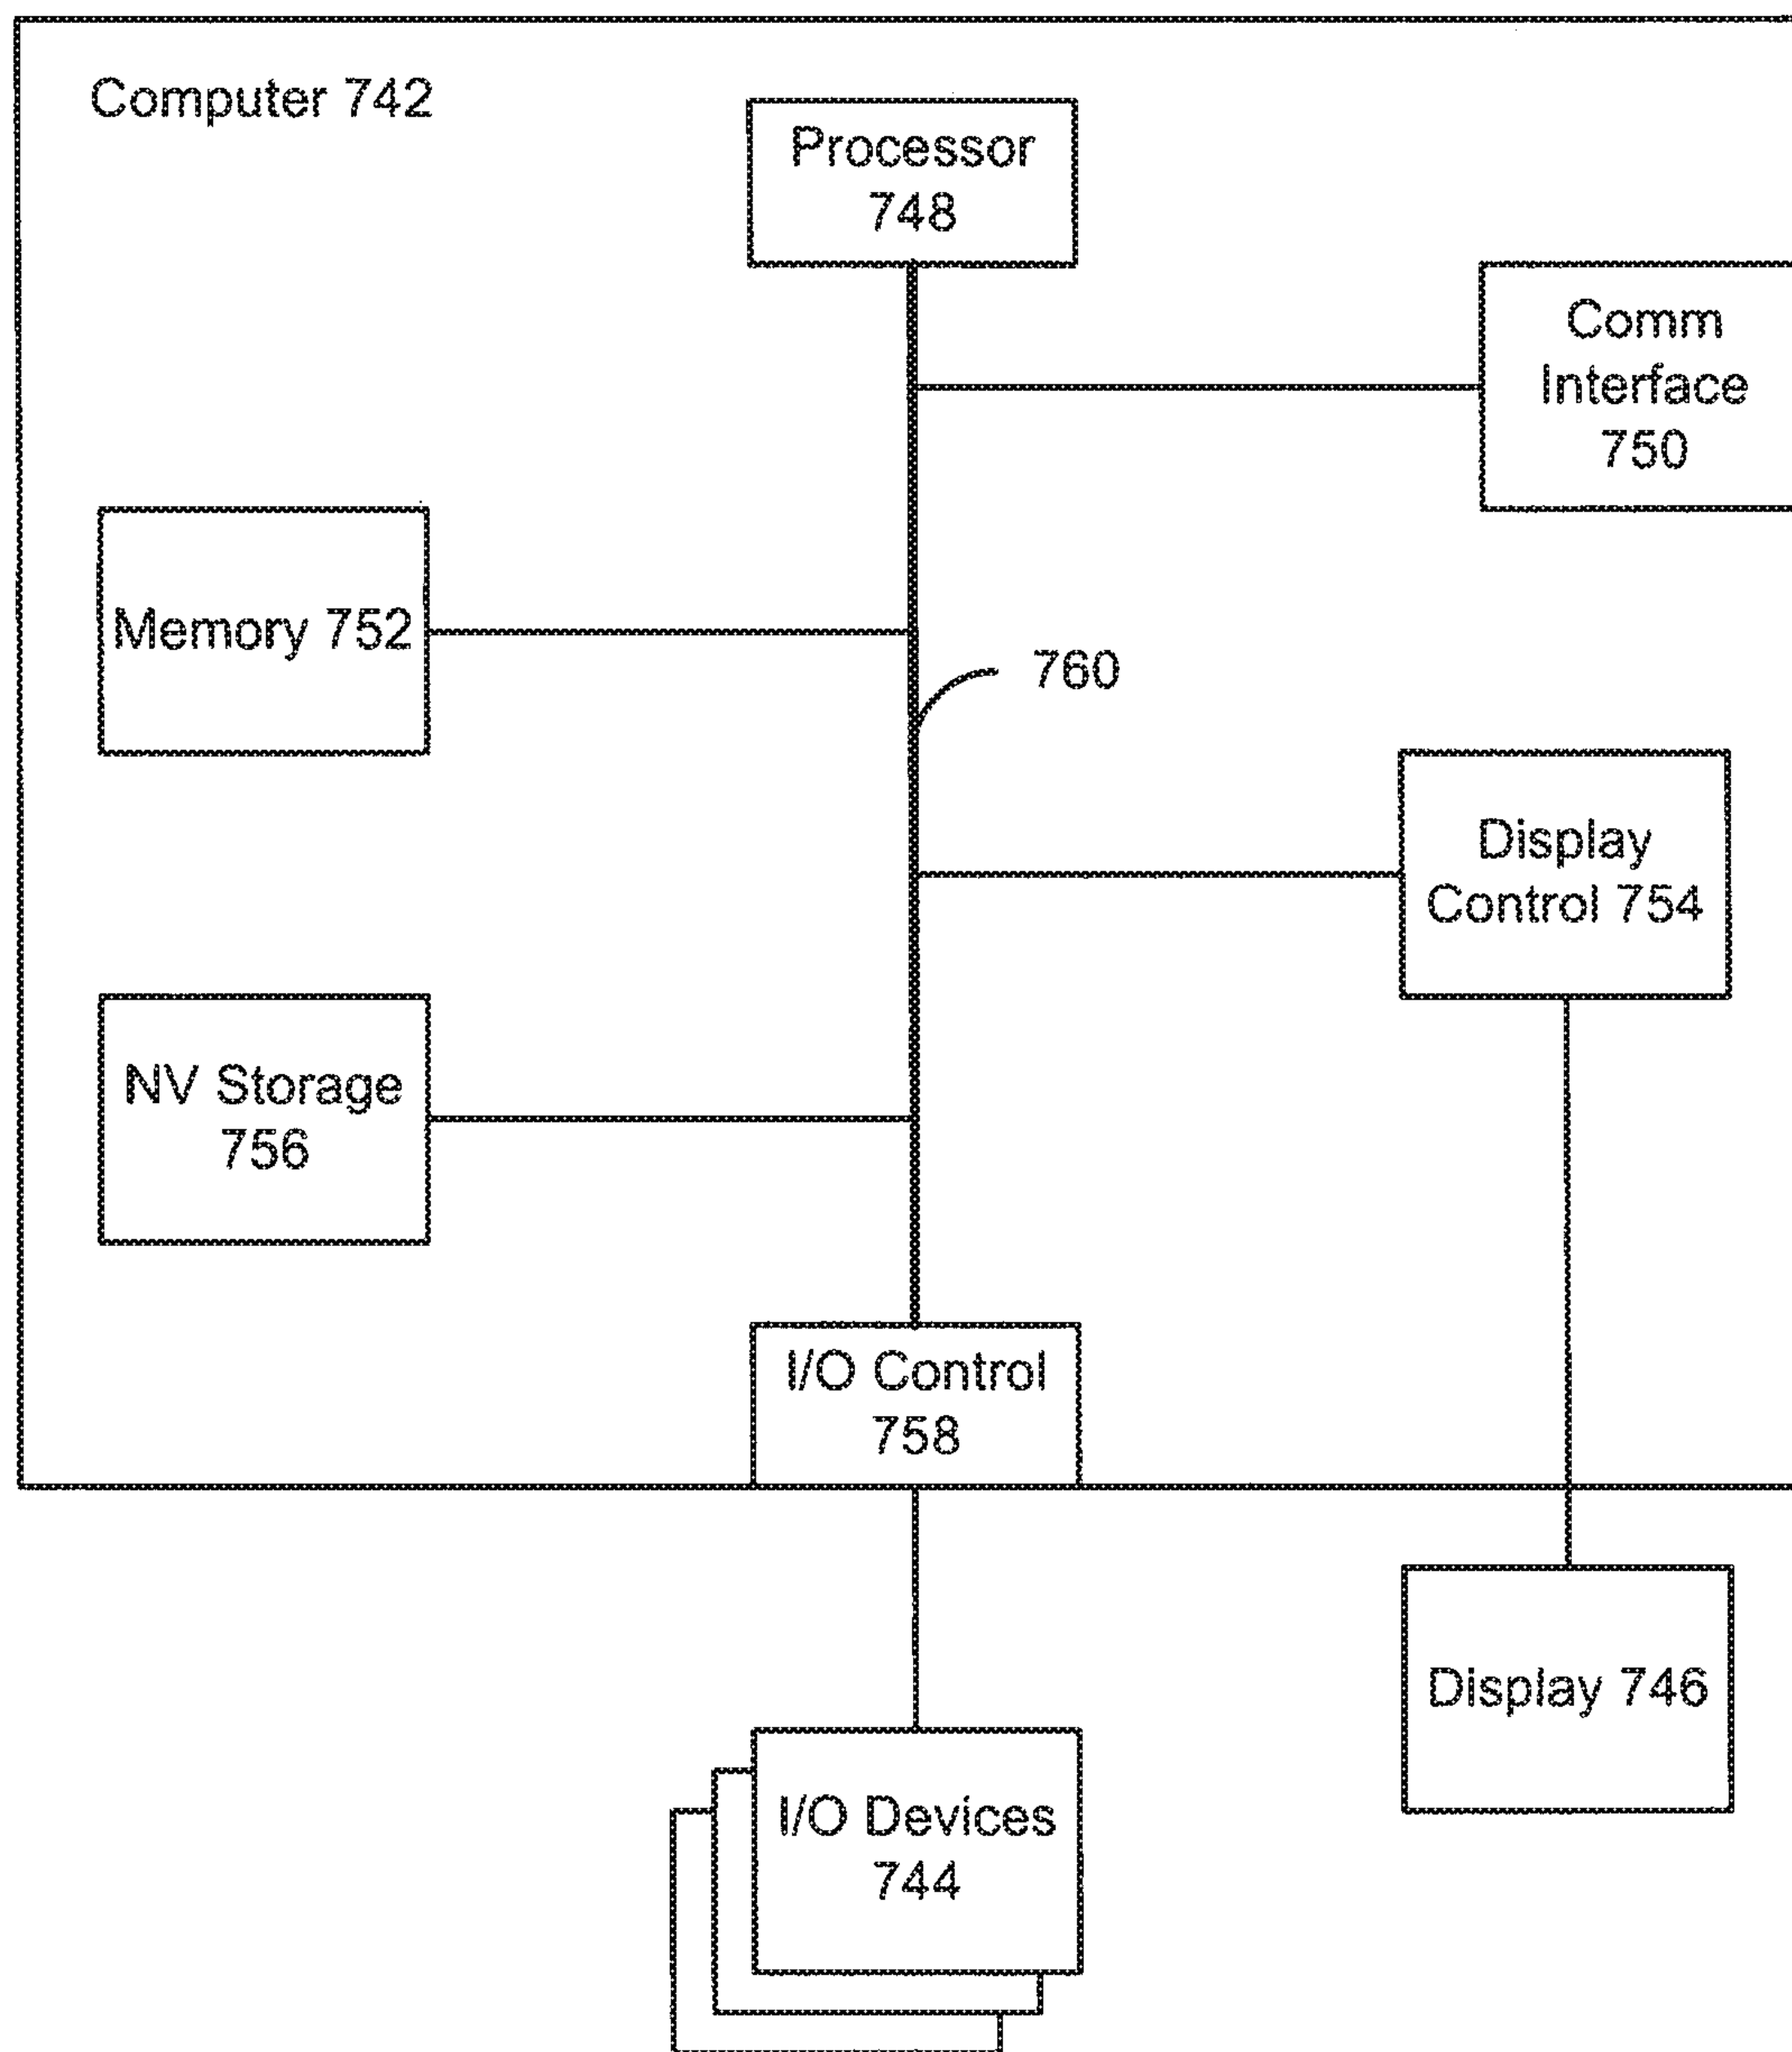 Computer 742
Processor
748
Comm
Interface
750
Memory 752
760
Display
Control 754
NV Storage
756
I/O Control
758
Display 746
I/O Devices
744